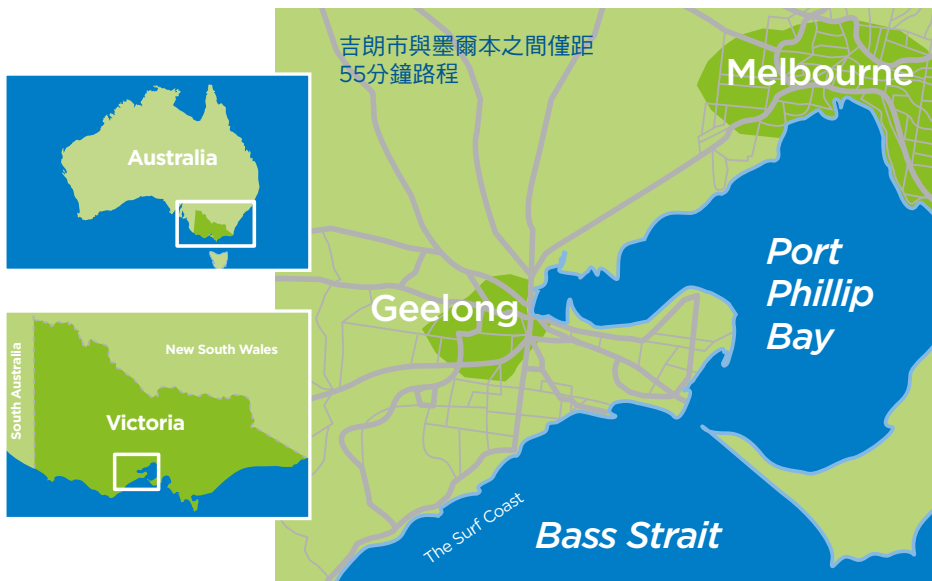 吉朗市與墨爾本之間僅距
55分鐘路程
Melbourne
Australia
Port
Phillip
Bay
Geelong
South Australia
New South Wales
Victoria
The Surf Coast
Bass Strait